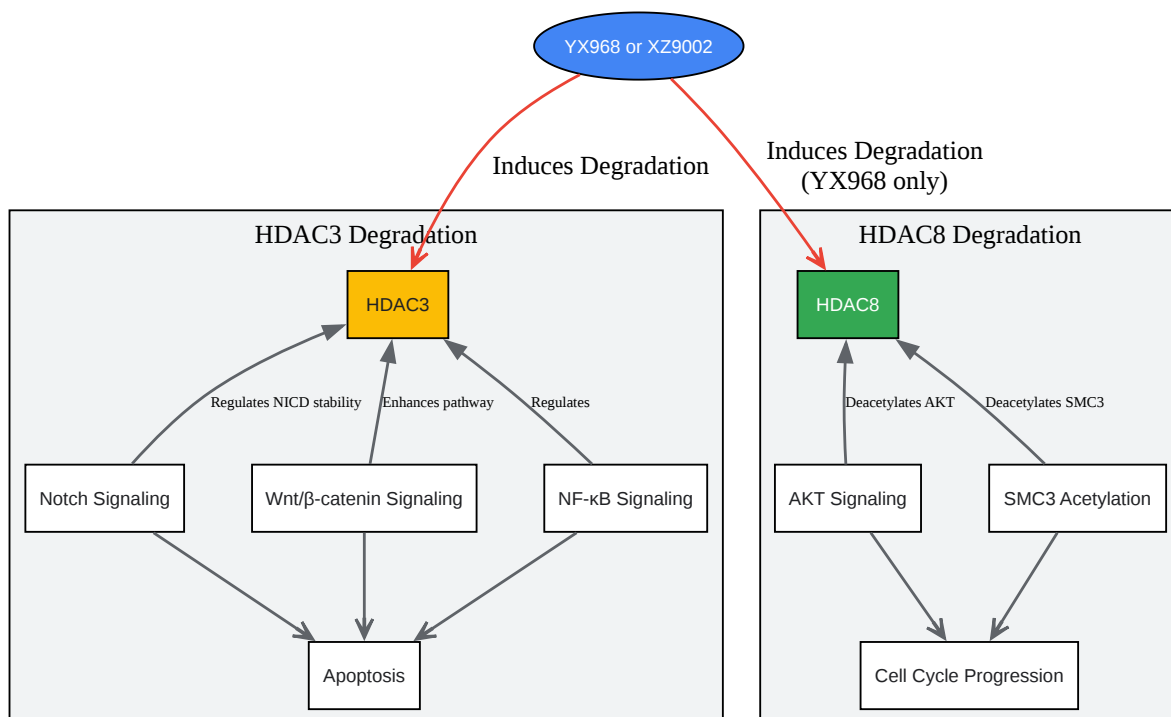 YX968 or XZ9002
Induces Degradation
Induces Degradation
(YX968 only)
HDAC3 Degradation
HDAC8 Degradation
HDAC3
HDAC8
Regulates NICD stability
Enhances pathway
Regulates
Deacetylates AKT
Deacetylates SMC3
Notch Signaling
Wnt/β-catenin Signaling
NF-κB Signaling
AKT Signaling
SMC3 Acetylation
Apoptosis
Cell Cycle Progression